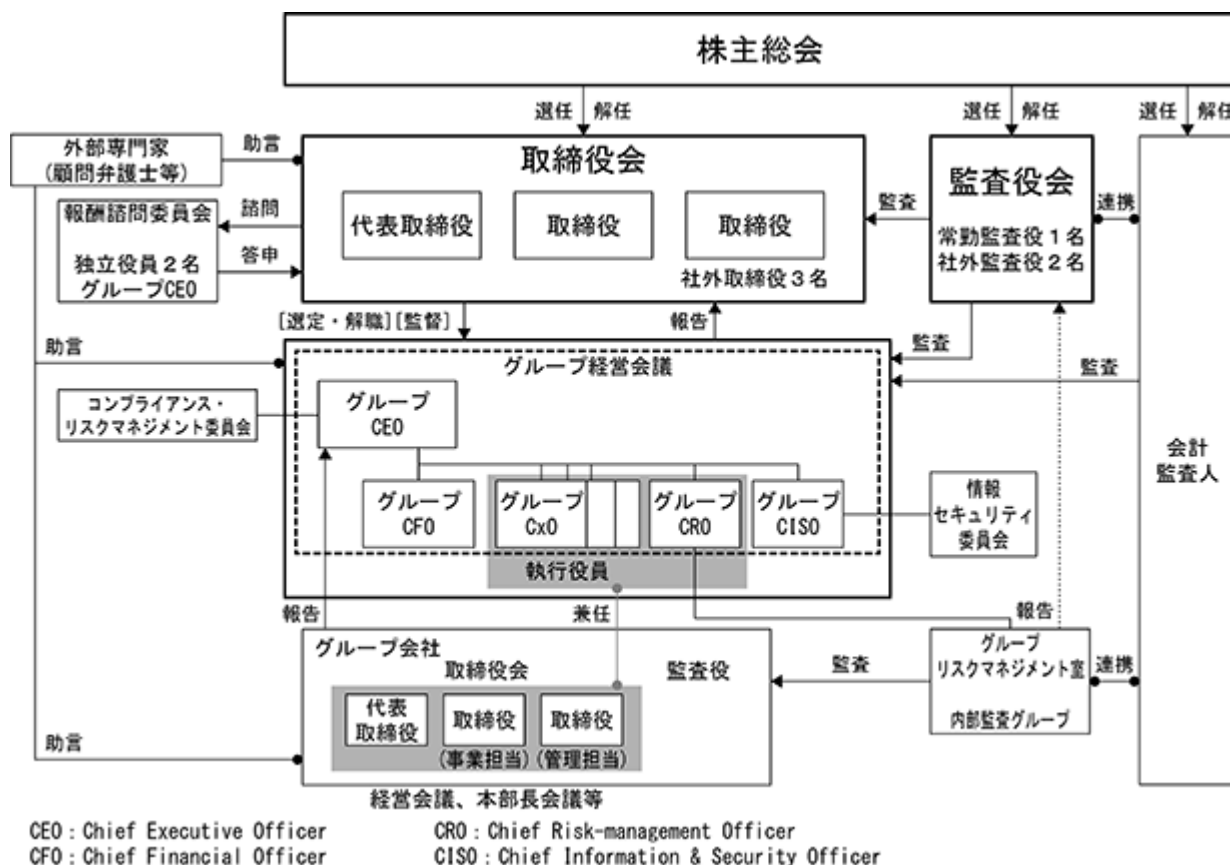 株主総会
選任 解任
選任 解任
選任 解任
外部専門家
(顧問弁護士等)
助言
取締役会
代表取締役
取締役
取締役
社外取締役3名
監査役会
常勤監査役1名
社外監査役2名
監査
連携
報酬諮問委員会
独立役員2名
グループCEO
諮問
答申
[選定・解職][監督]
報告
監査
監査
助言
グループ経営会議
コンプライアンス・
リスクマネジメント委員会
グループ
CEO
グループ
CFO
グループ
CxO
グループ
CRO
グループ
CISO
執行役員
情報
セキュリティ
委員会
会計
監査人
報告
兼任
報告
グループ会社
取締役会
監査役
代表
取締役
取締役
(事業担当)
取締役
(管理担当)
監査
グループ
リスクマネジメント室
内部監査グループ
連携
助言
経営会議、本部長会議等
CEO:Chief Executive Officer
CRO:Chief Risk-management Officer
CFO:Chief Financial Officer
CISO:Chief Information & Security Officer